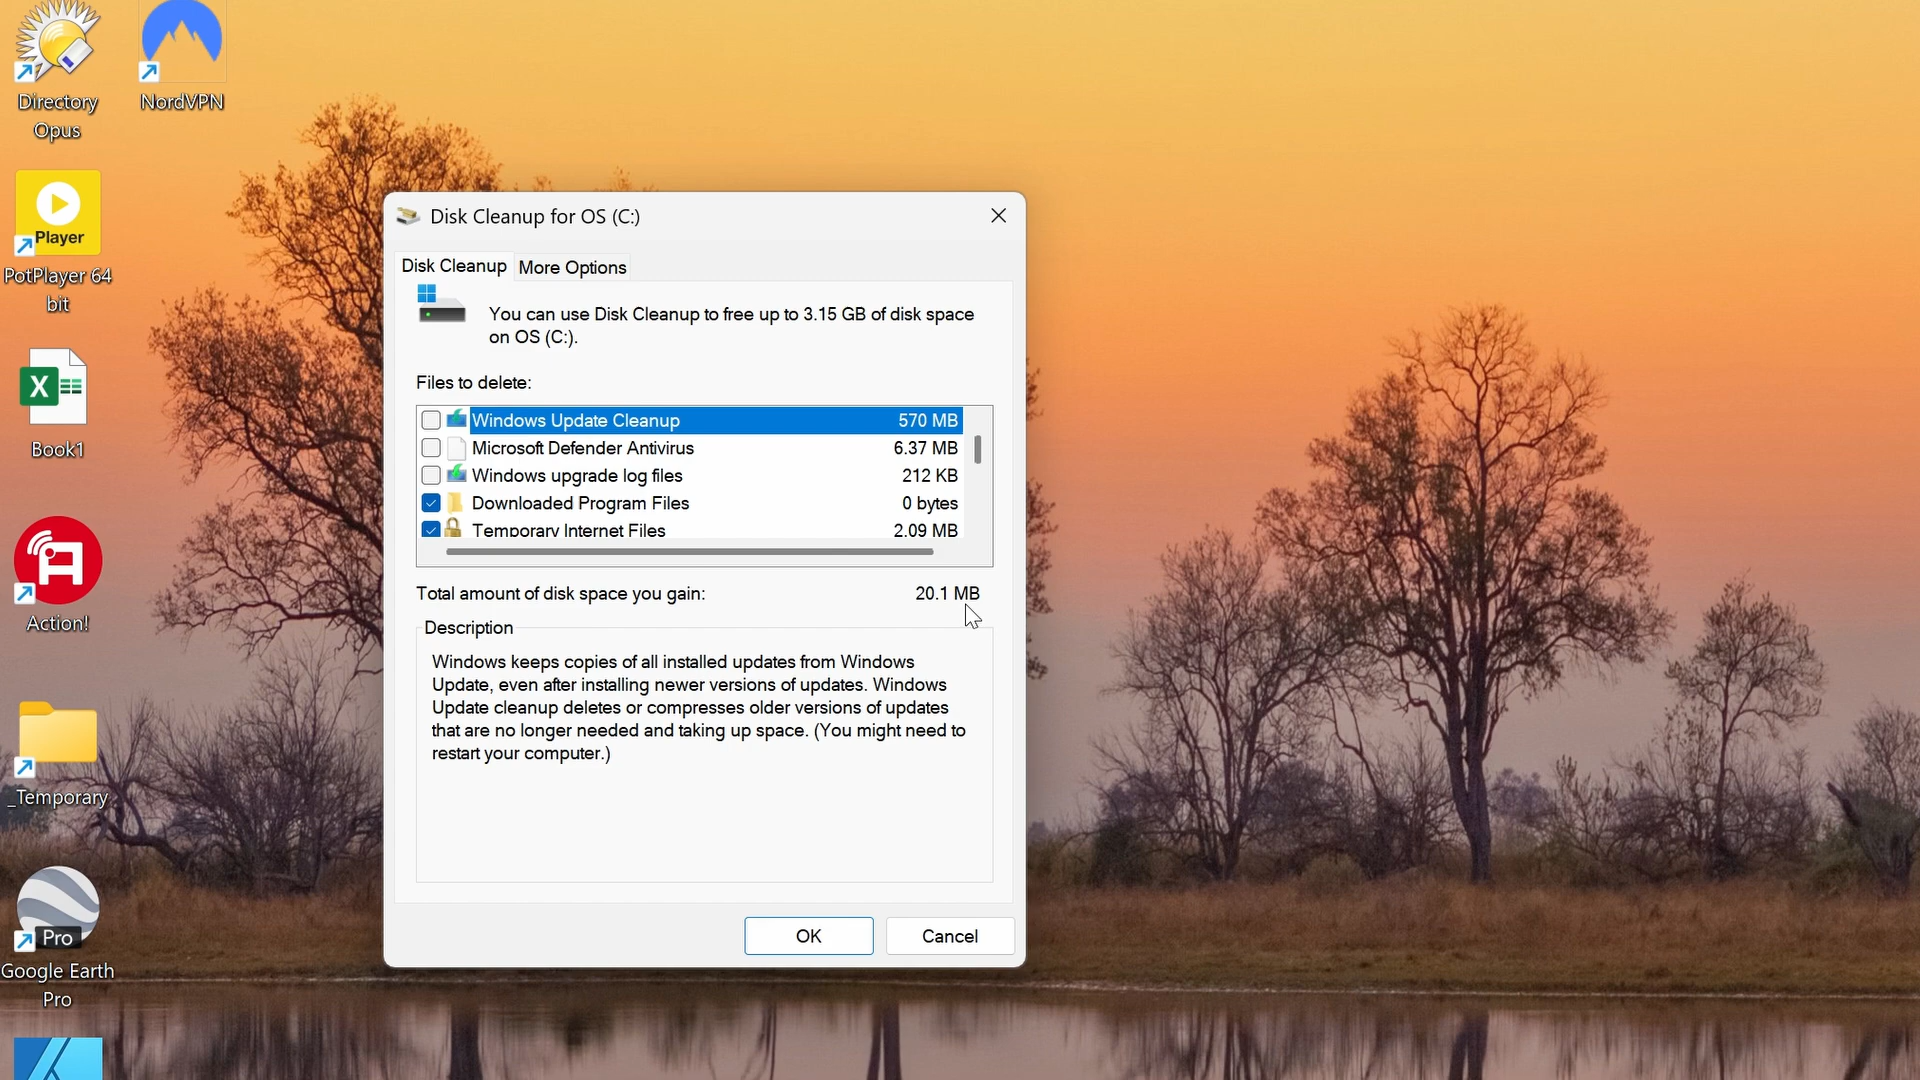 Directory
Opus
NordVPN
Player
PotPlayer 64
bit
X
Book1
Action!
_Temporary
Pro
Google Earth
Pro
Disk Cleanup for OS (C:)
Disk Cleanup
More Options
You can use Disk Cleanup to free up to 3.15 GB of disk space
on OS (C:).
Files to delete:
Windows Update Cleanup 570 MB
Microsoft Defender Antivirus 6.37 MB
Windows upgrade log files 212 KB
Downloaded Program Files 0 bytes
Temporary Internet Files 2.09 MB
Total amount of disk space you gain: 20.1 MB
Description
Windows keeps copies of all installed updates from Windows
Update, even after installing newer versions of updates. Windows
Update cleanup deletes or compresses older versions of updates
that are no longer needed and taking up space. (You might need to
restart your computer.)
OK
Cancel